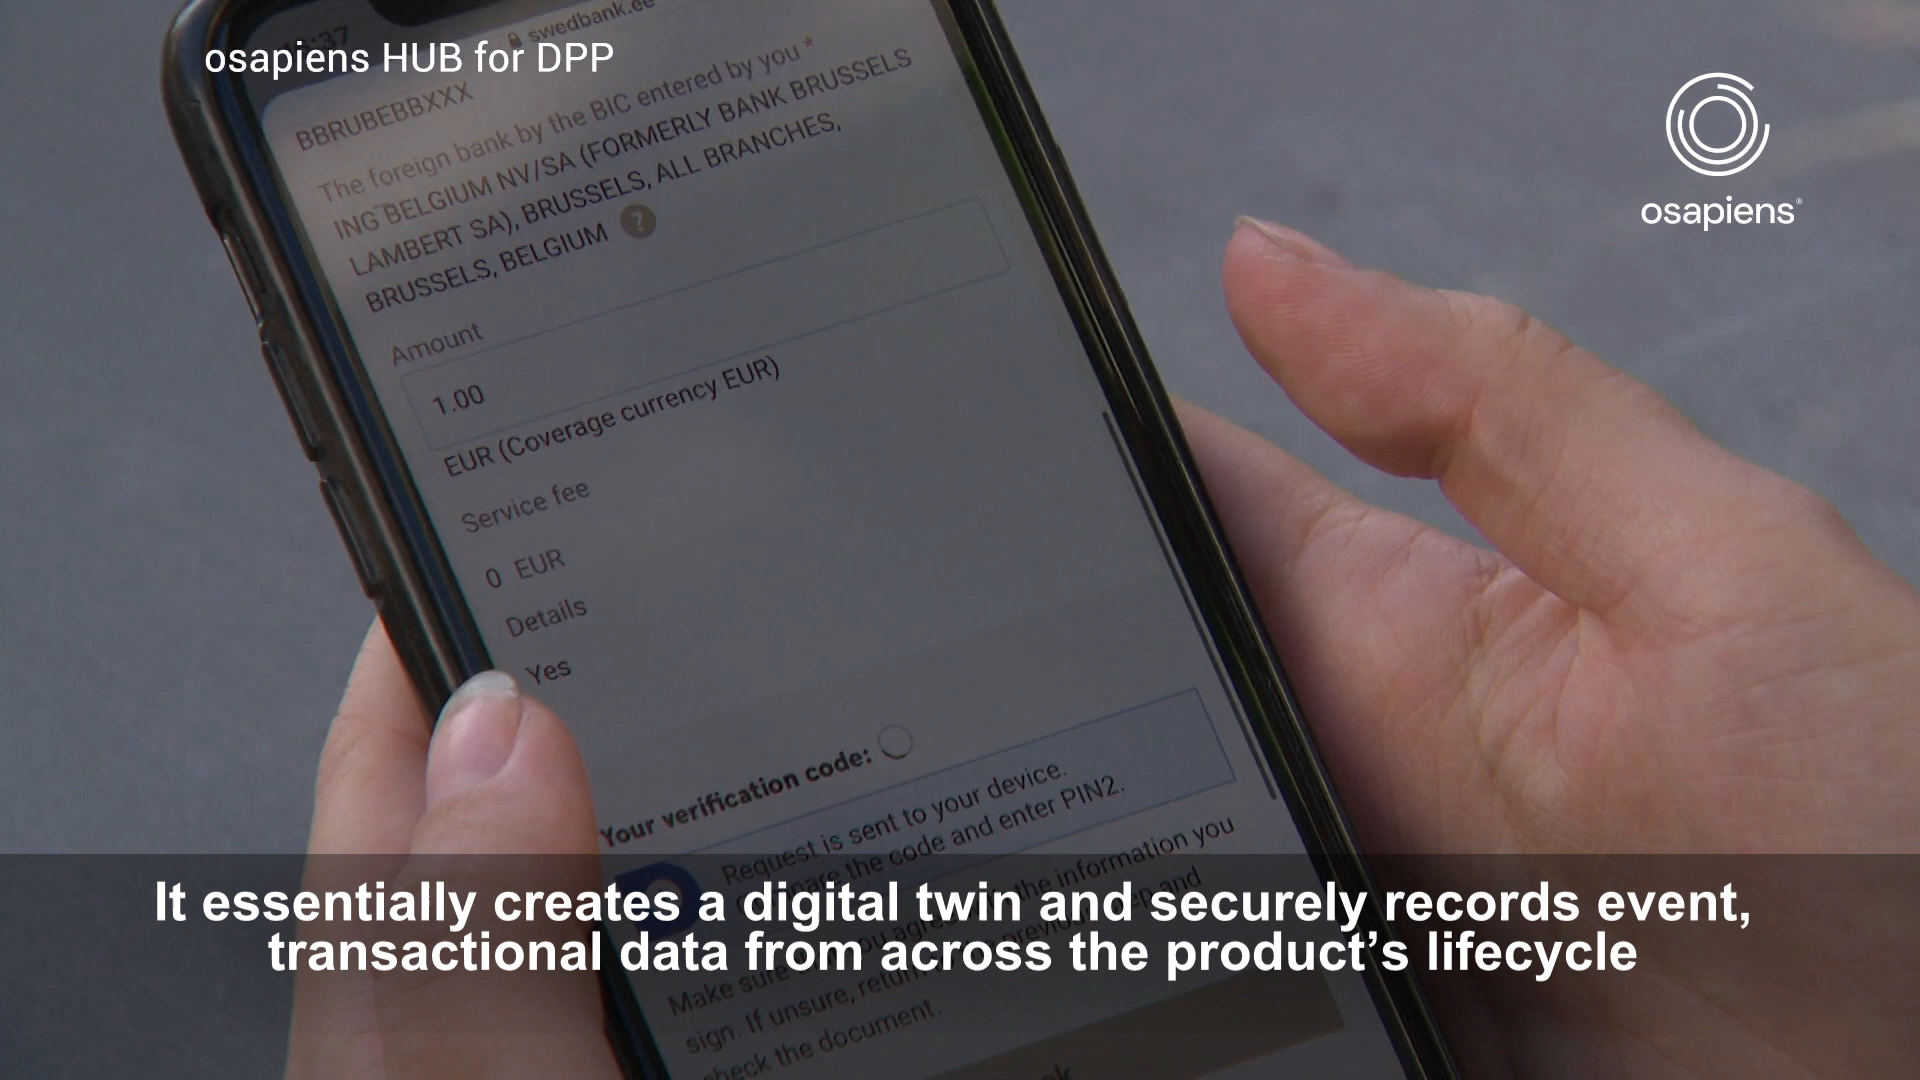 osapiens HUB for DPP
swedbank.ee
BBRUBEBBXXX
The foreign bank by the BIC entered by you *
ING BELGIUM NV/SA (FORMERLY BANK BRUSSELS
LAMBERT SA), BRUSSELS, ALL BRANCHES,
BRUSSELS, BELGIUM ?
Amount
1.00
EUR (Coverage currency EUR)
Service fee
0 EUR
Details
Yes
Your verification code:
Request is sent to your device.
the code and enter PIN2.
the information you
Make sure
sign. If unsure,
check the document.
osapiens®
It essentially creates a digital twin and securely records event,
transactional data from across the product’s lifecycle